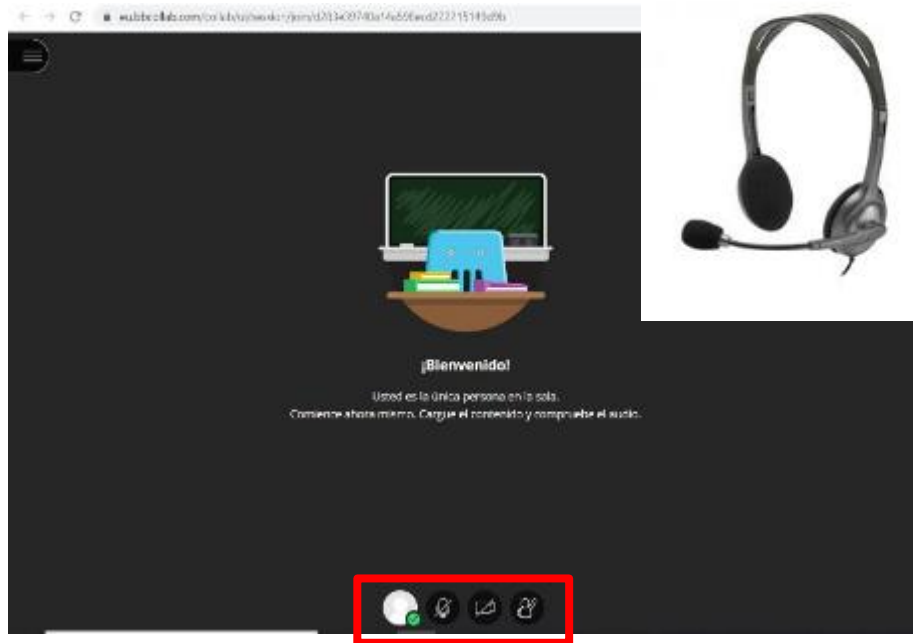 ¡Bienvenido!
Usted es la única persona en la sala.
Comience ahora mismo. Cargue el contenido y compruebe el audio.